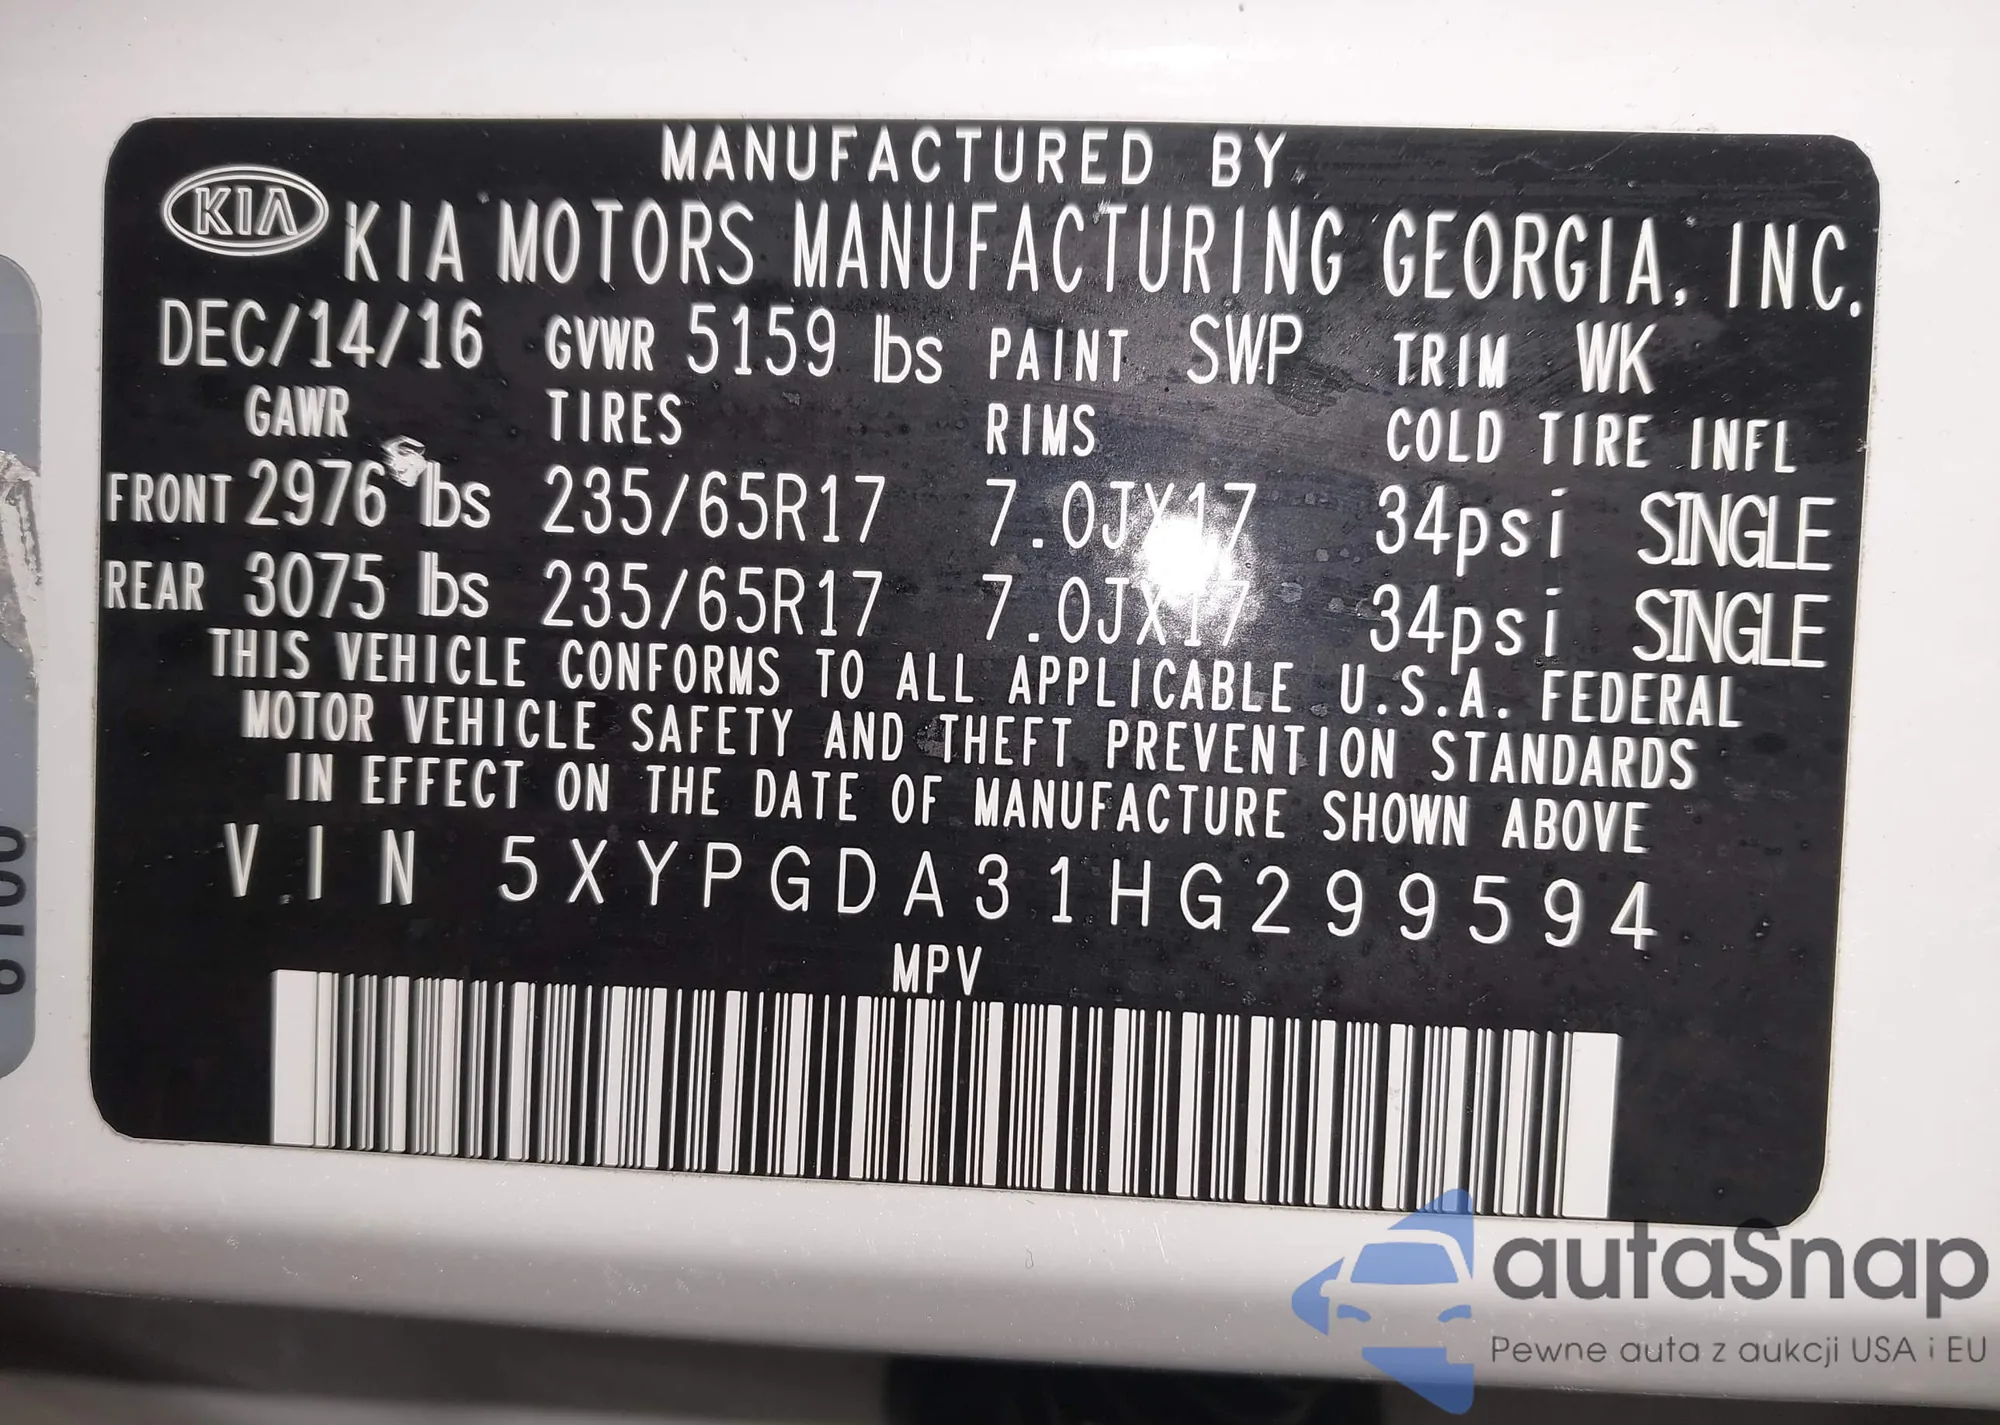 MANUFACTURED BY
KIA KIA MOTORS MANUFACTURING GEORGIA, INC.
DEC/14/16 GVWR 5159 lbs PAINT SWP TRIM WK
GAWR TIRES RIMS COLD TIRE INFL
FRONT 2976 lbs 235/65R17 7.0JX17 34psi SINGLE
REAR 3075 lbs 235/65R17 7.0JX17 34psi SINGLE
THIS VEHICLE CONFORMS TO ALL APPLICABLE U.S.A. FEDERAL
MOTOR VEHICLE SAFETY AND THEFT PREVENTION STANDARDS
IN EFFECT ON THE DATE OF MANUFACTURE SHOWN ABOVE
VIN 5XYPGDA31HG299594
MPV
autaSnap
Pewne auta z aukcji USA i EU